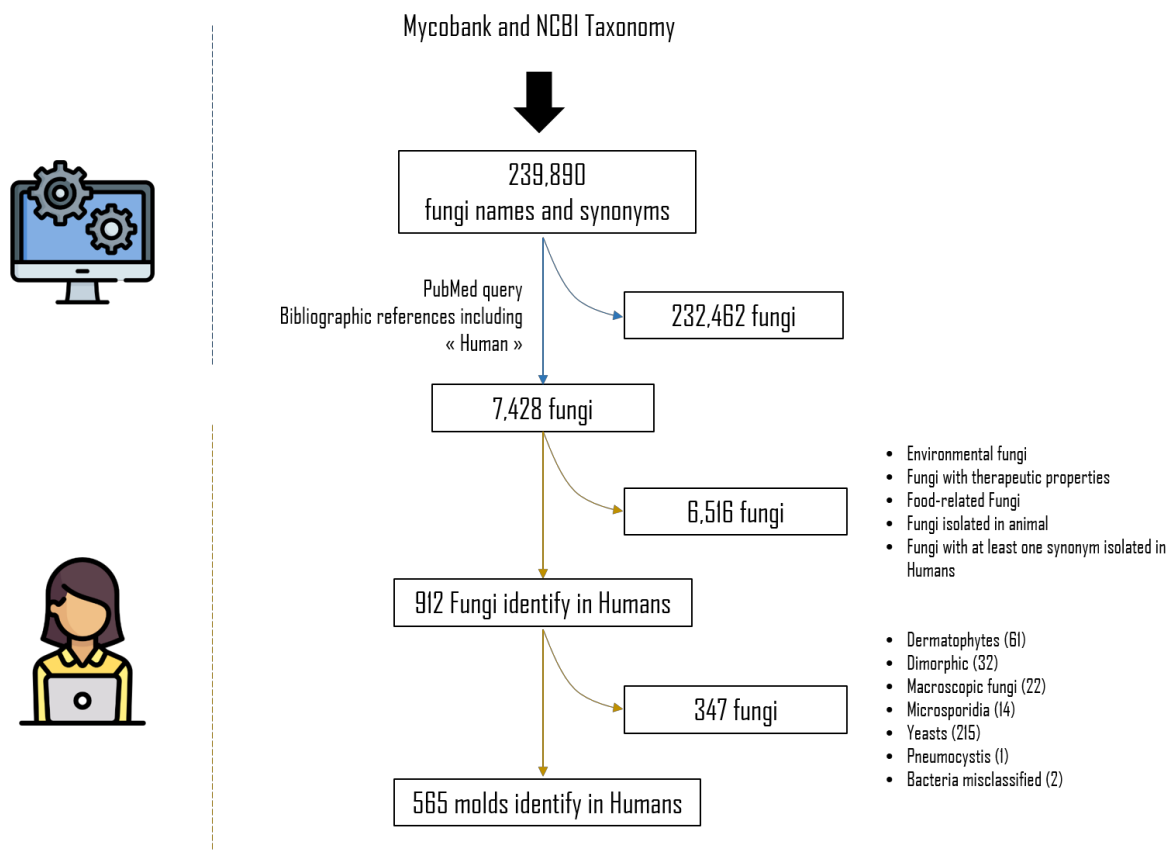 Mycobank and NCBI Taxonomy
239,890
fungi names and synonyms
PubMed query
Bibliographic references including
« Human »
232,462 fungi
7,428 fungi
• Environmental fungi
• Fungi with therapeutic properties
• Food-related Fungi
• Fungi isolated in animal
• Fungi with at least one synonym isolated in
Humans
6,516 fungi
912 Fungi identify in Humans
• Dermatophytes (61)
• Dimorphic (32)
• Macroscopic fungi (22)
• Microsporidia (14)
• Yeasts (215)
• Pneumocystis (1)
• Bacteria misclassified (2)
347 fungi
565 molds identify in Humans